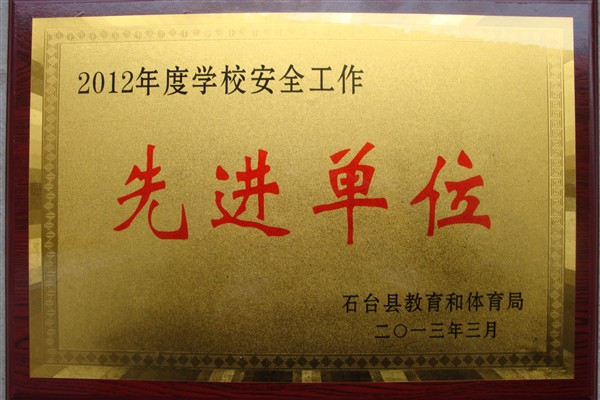 2012年度学校安全工作
先进单位
石台县教育和体育局
二〇一三年三月